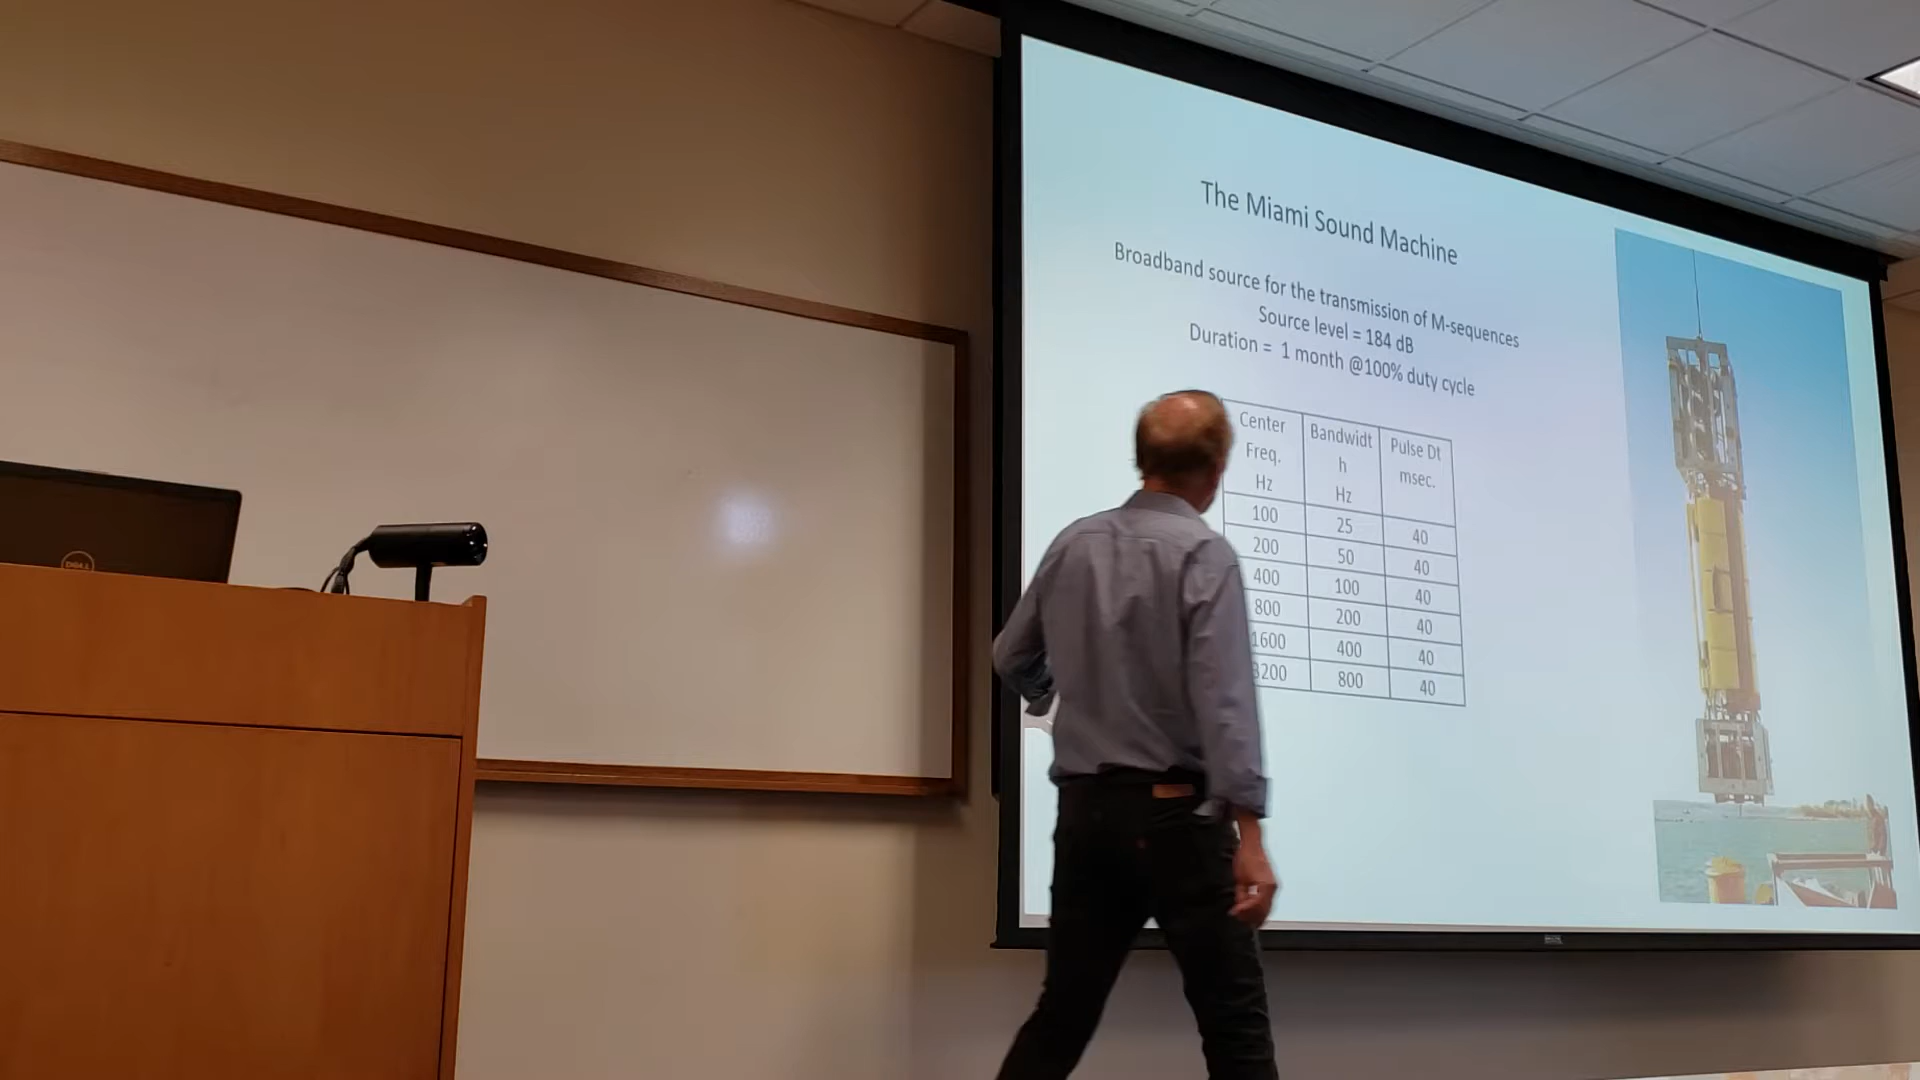 The Miami Sound Machine
Broadband source for the transmission of M-sequences
Source level = 184 dB
Duration = 1 month @100% duty cycle
Center Freq. Hz Bandwidt h Hz Pulse Dt msec.
100 25 40
200 50 40
400 100 40
800 200 40
1600 400 40
3200 800 40
DELL